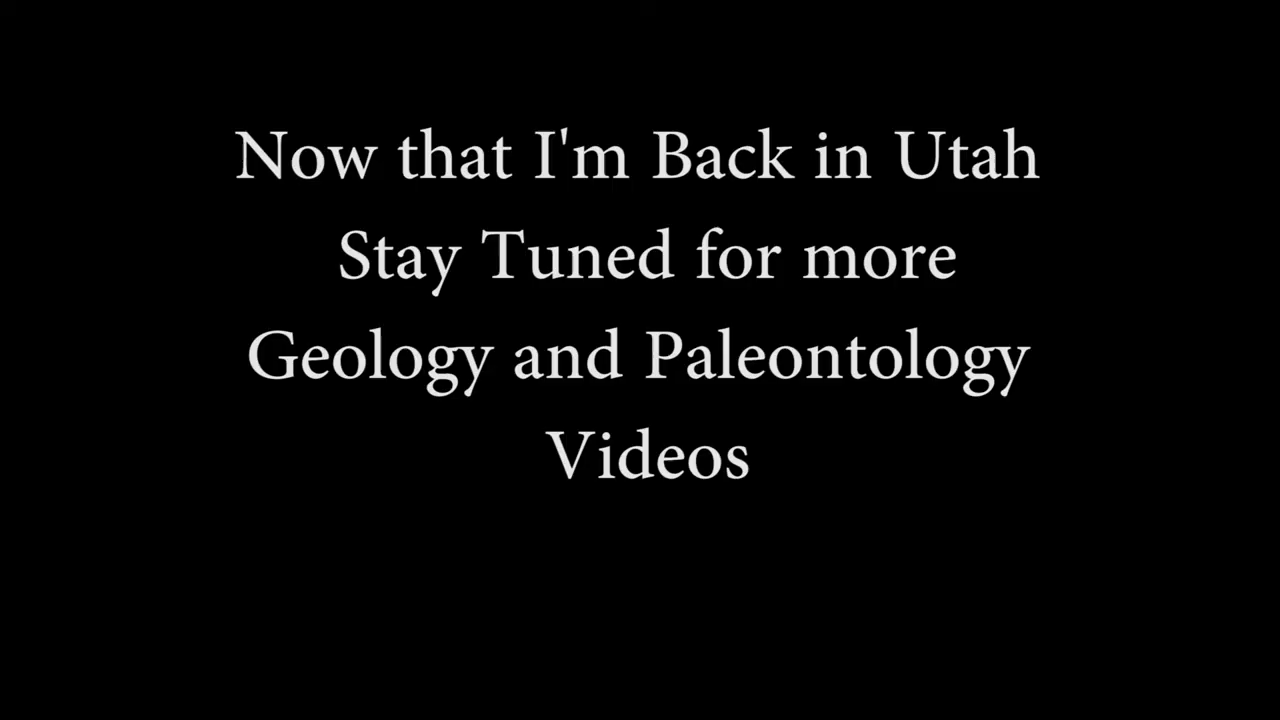 Now that I'm Back in Utah
Stay Tuned for more
Geology and Paleontology
Videos